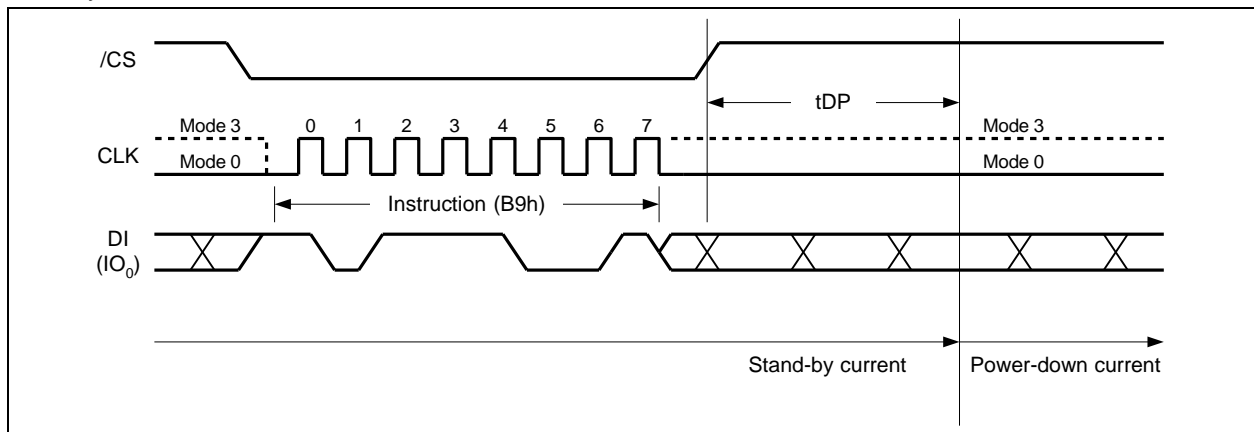 /CS
tDP
Mode 3 0 1 2 3 4 5 6 7 Mode 3
CLK
Mode 0 Mode 0
Instruction (B9h)
DI
(IO₀)
Stand-by current Power-down current